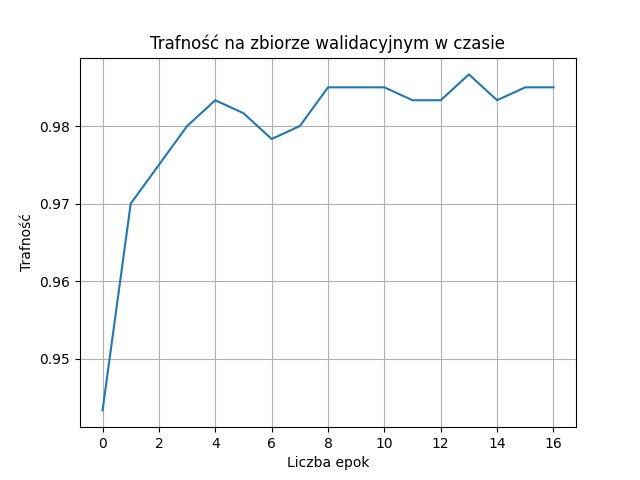 Trafność na zbiorze walidacyjnym w czasie
0.98
0.97
0.96
0.95
Trafność
0 2 4 6 8 10 12 14 16
Liczba epok